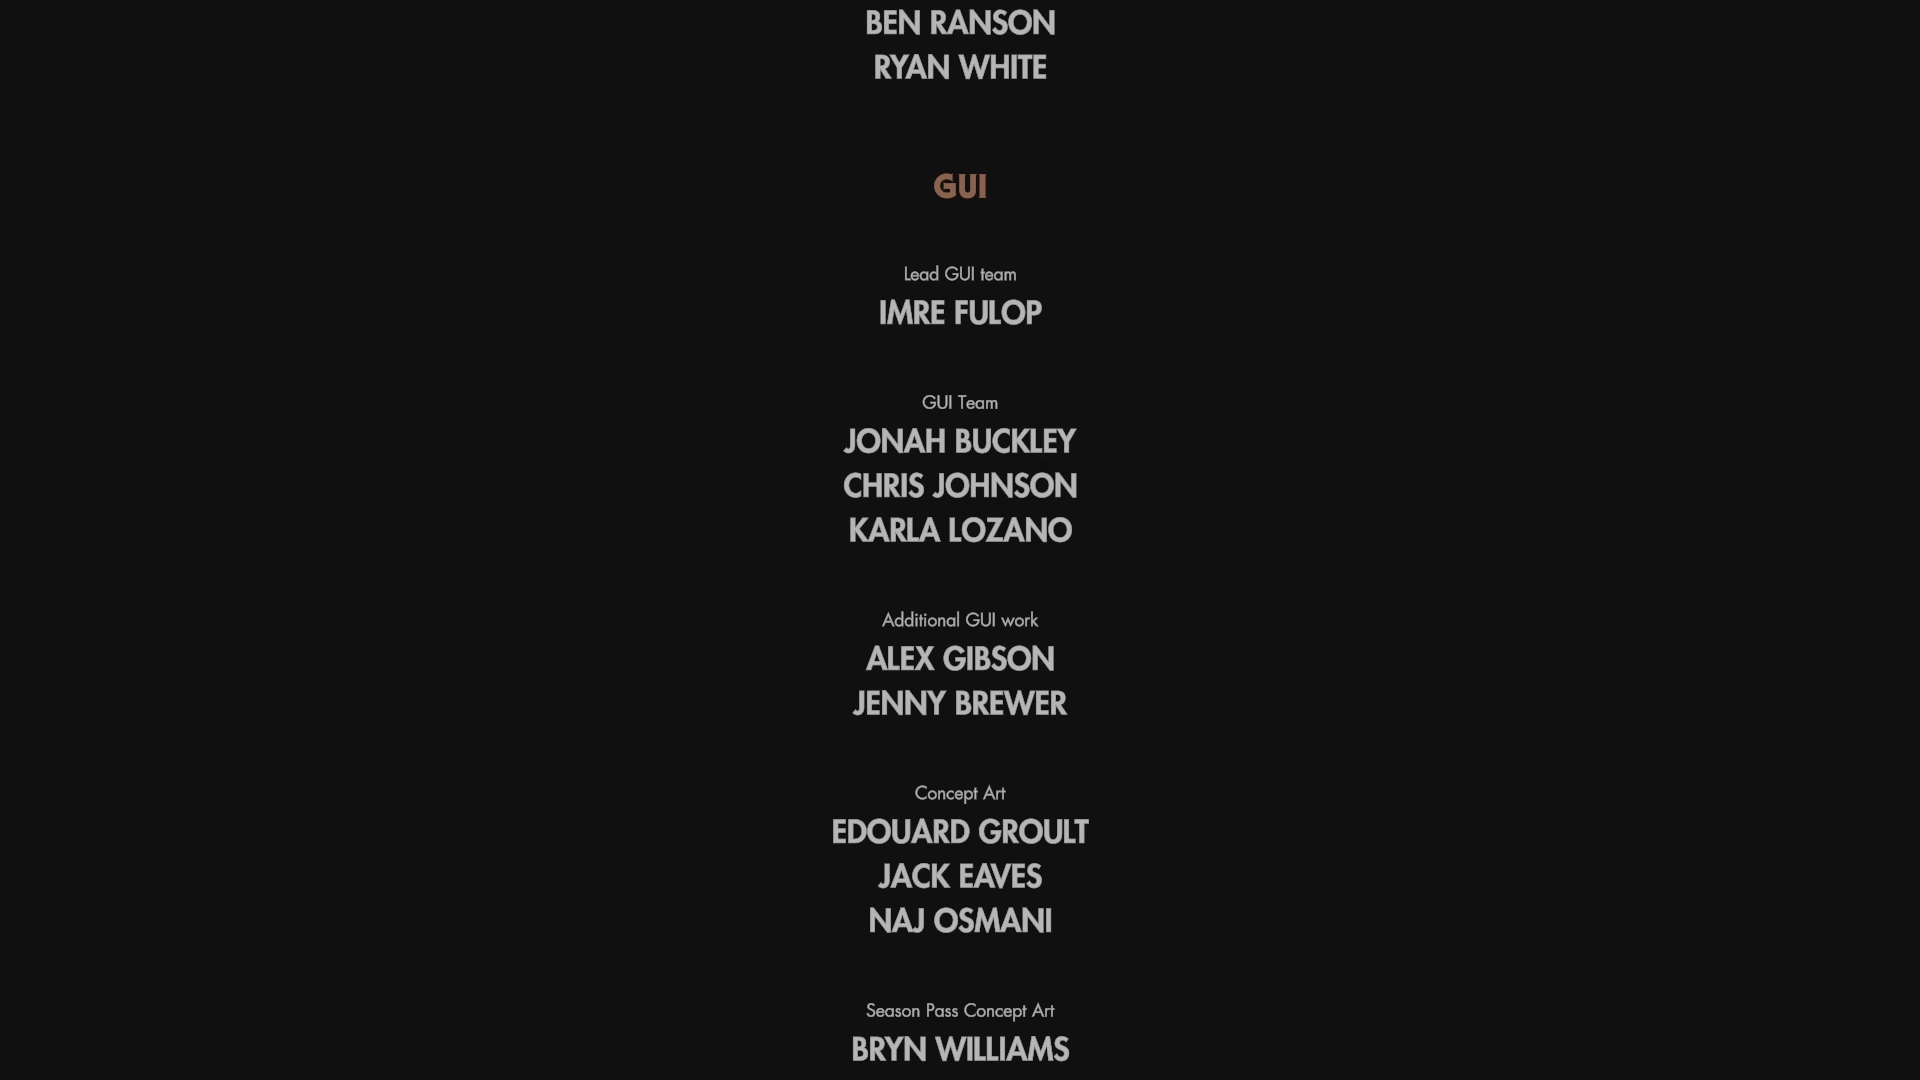 BEN RANSON
RYAN WHITE
GUI
Lead GUI team
IMRE FULOP
GUI Team
JONAH BUCKLEY
CHRIS JOHNSON
KARLA LOZANO
Additional GUI work
ALEX GIBSON
JENNY BREWER
Concept Art
EDOUARD GROULT
JACK EAVES
NAJ OSMANI
Season Pass Concept Art
BRYN WILLIAMS